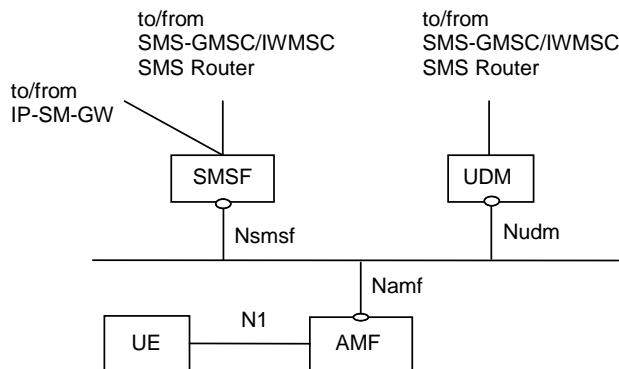 to/from
SMS-GMSC/IWMSC
SMS Router
to/from
SMS-GMSC/IWMSC
SMS Router
to/from
IP-SM-GW
SMSF
UDM
Nsmsf
Nudm
Namf
N1
UE
AMF